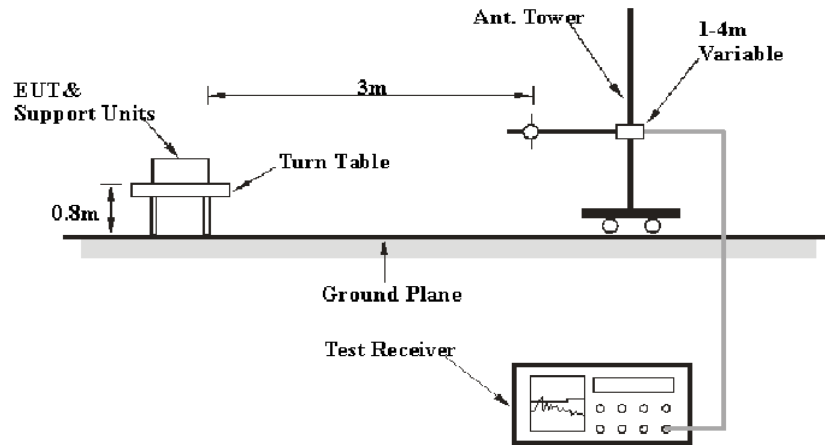 Ant. Tower
1-4m
Variable
3m
EUT&
Support Units
Turn Table
0.8m
Ground Plane
Test Receiver